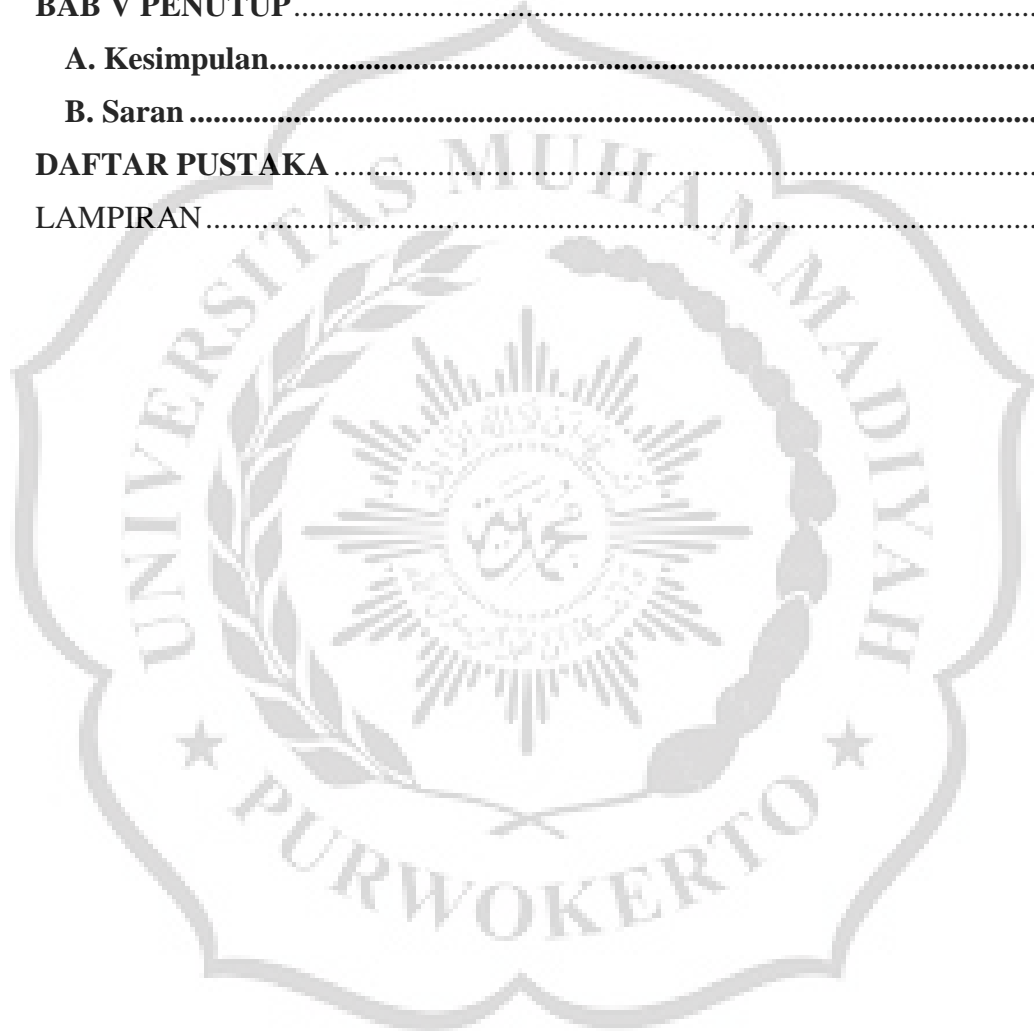 BAB V PENUTUP
A. Kesimpulan
B. Saran
DAFTAR PUSTAKA
LAMPIRAN
UNIVERSITAS MUHAMMADIYAH
PURWOKERTO